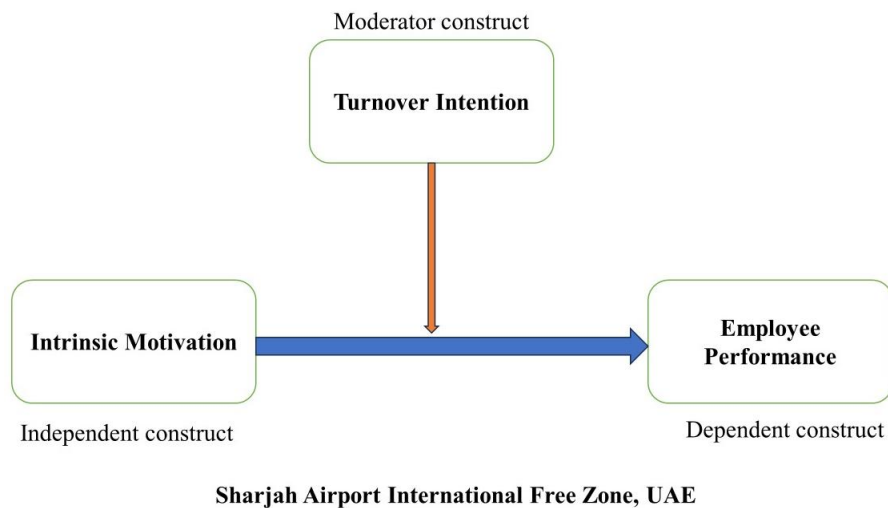 Moderator construct
Turnover Intention
Intrinsic Motivation
Employee
Performance
Independent construct
Dependent construct
Sharjah Airport International Free Zone, UAE